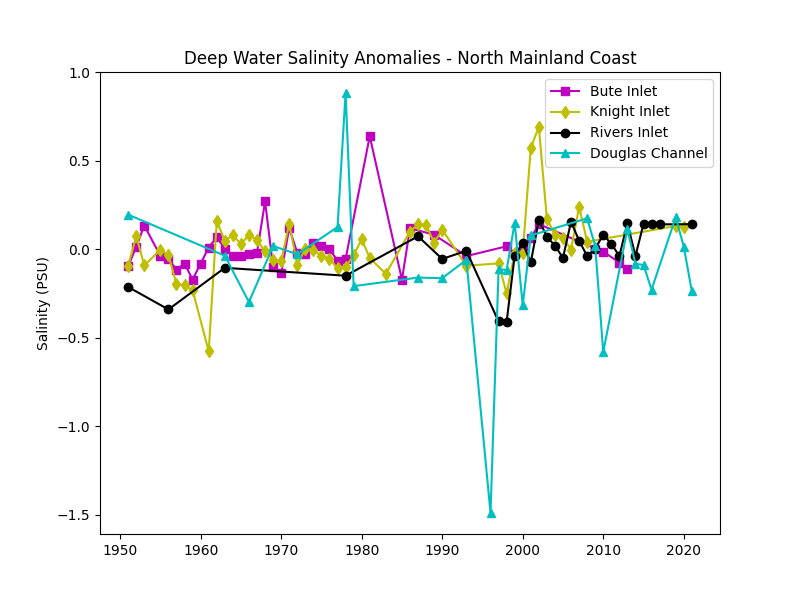 Deep Water Salinity Anomalies - North Mainland Coast
Salinity (PSU)
1.0
0.5
0.0
−0.5
−1.0
−1.5
1950 1960 1970 1980 1990 2000 2010 2020
Bute Inlet
Knight Inlet
Rivers Inlet
Douglas Channel